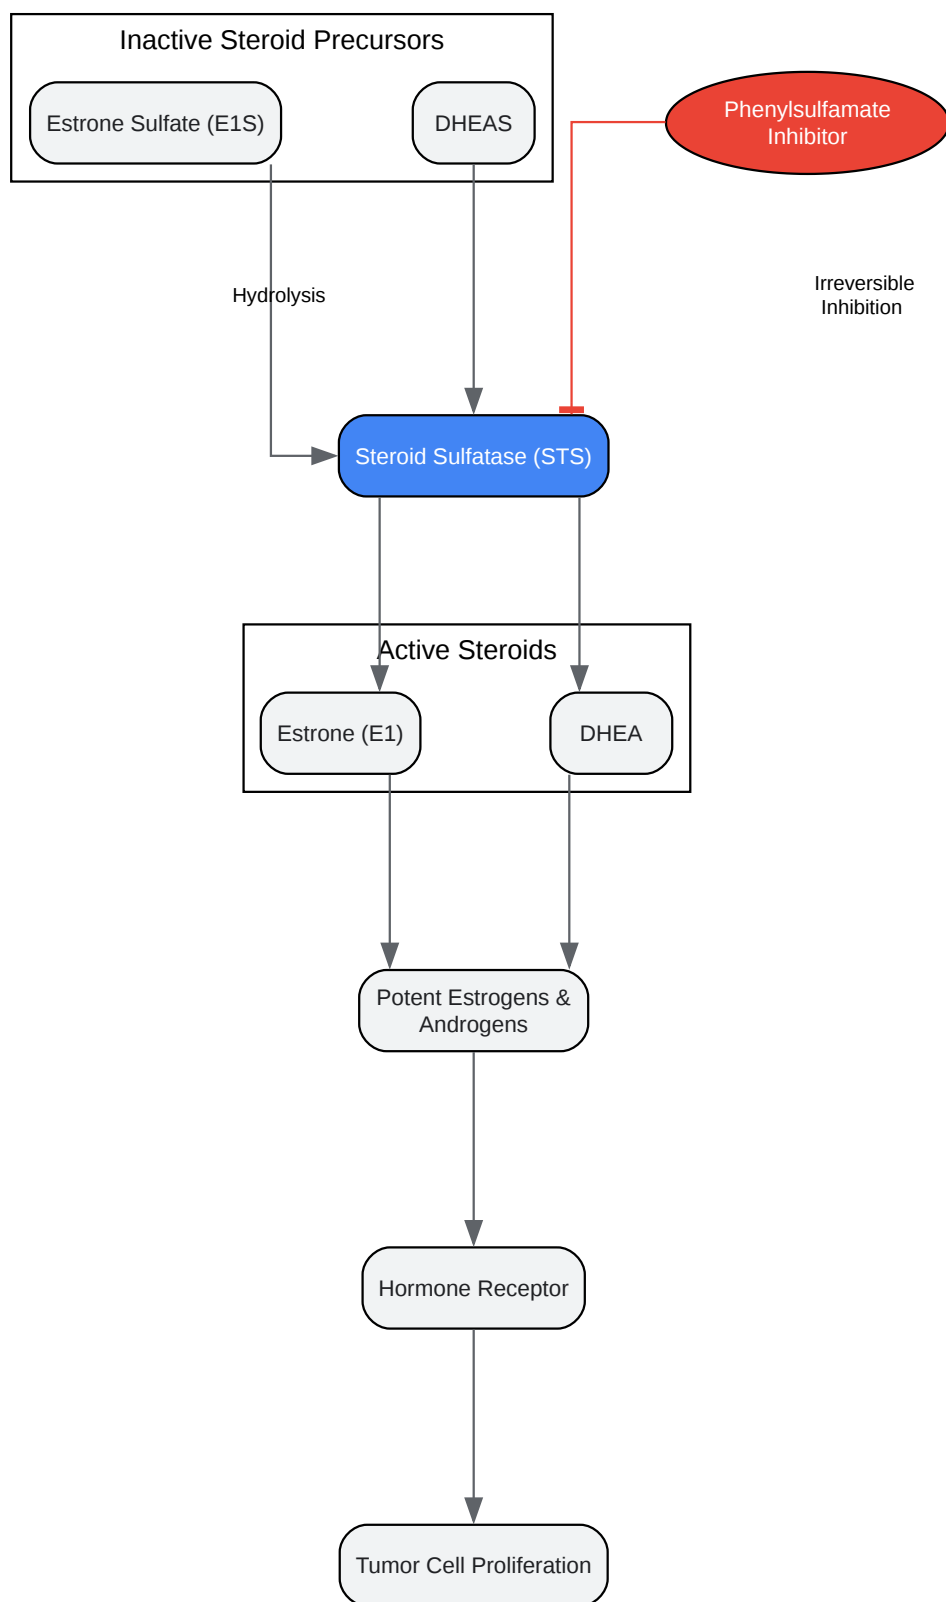 Inactive Steroid Precursors
Estrone Sulfate (E1S)
DHEAS
Phenylsulfamate
Inhibitor
Hydrolysis
Irreversible
Inhibition
Steroid Sulfatase (STS)
Active Steroids
Estrone (E1)
DHEA
Potent Estrogens &
Androgens
Hormone Receptor
Tumor Cell Proliferation